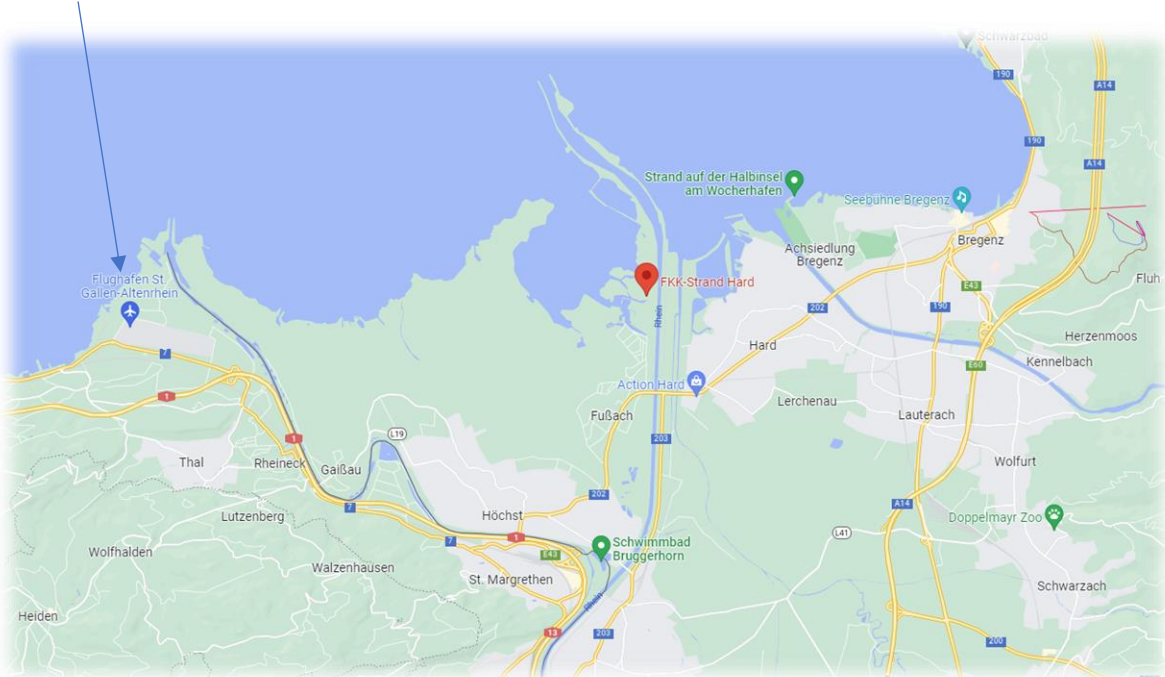 Schwarzbad
190
A14
190
A14
Strand auf der Halbinsel
am Wocherhafen
Seebühne Bregenz
Bregenz
Achsiedlung
Bregenz
Flughafen St.
Gallen-Altenrhein
FKK-Strand Hard
Fluh
E43
190
202
Rhein
Herzenmoos
Hard
7
Kennelbach
E60
Action Hard
1
Lerchenau
Fußach
Lauterach
L19
1
203
Thal
Rheineck
Gaißau
Wolfurt
202
7
A14
Lutzenberg
Höchst
Doppelmayr Zoo
L41
1
7
Schwimmbad
Bruggerhorn
E43
Wolfhalden
Walzenhausen
St. Margrethen
Schwarzach
Rhein
Heiden
13
203
200